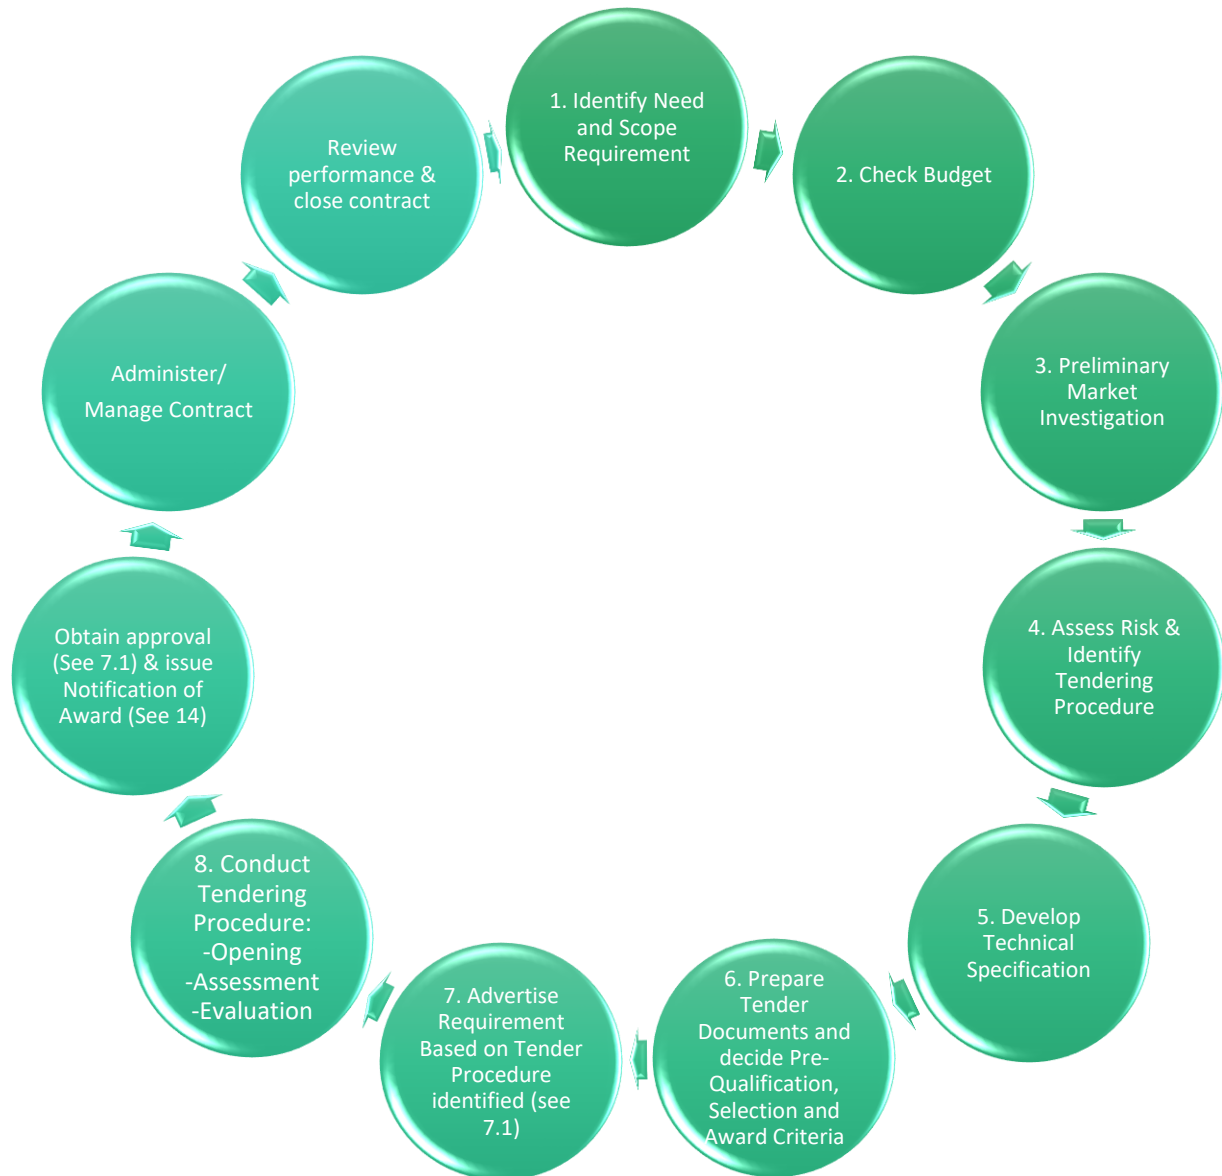 1. Identify Need
and Scope
Requirement
2. Check Budget
3. Preliminary
Market
Investigation
4. Assess Risk &
Identify
Tendering
Procedure
5. Develop
Technical
Specification
6. Prepare
Tender
Documents and
decide Pre-
Qualification,
Selection and
Award Criteria
7. Advertise
Requirement
Based on Tender
Procedure
identified (see
7.1)
8. Conduct
Tendering
Procedure:
-Opening
-Assessment
-Evaluation
Obtain approval
(See 7.1) & issue
Notification of
Award (See 14)
Administer/
Manage Contract
Review
performance &
close contract